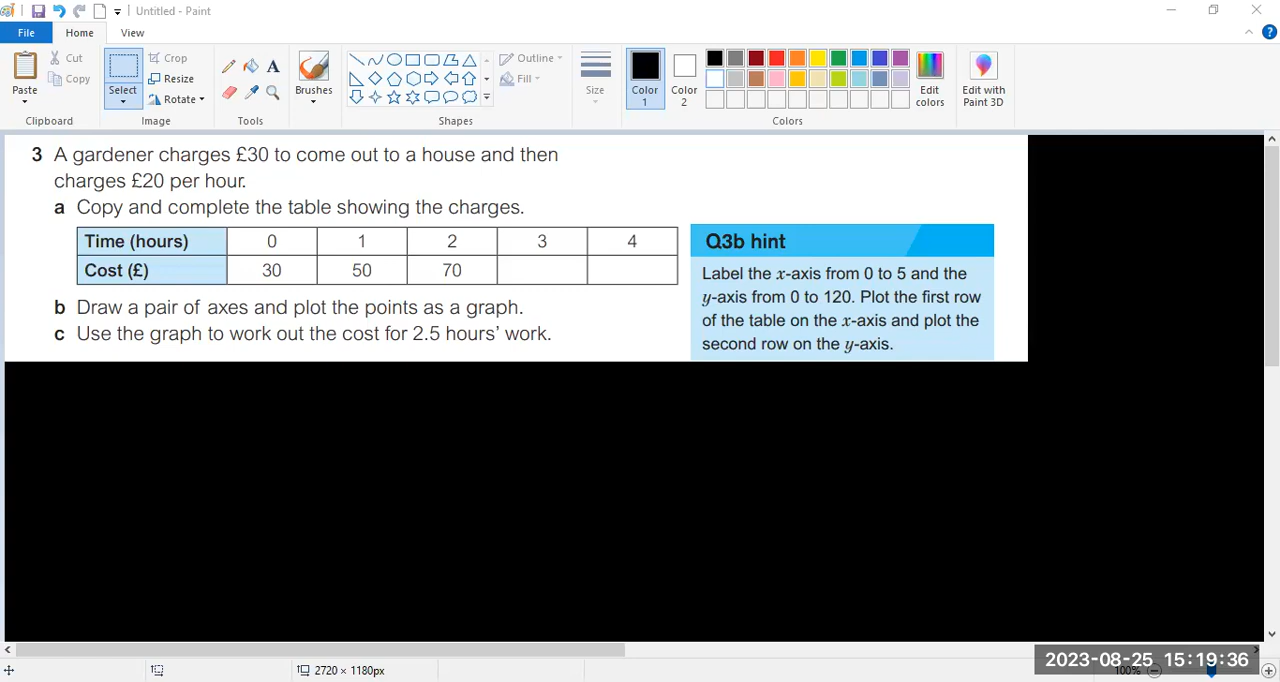 Untitled - Paint
File Home View
Paste Cut Copy Select Crop Resize Rotate A Brushes Outline Fill Size Color 1 Color 2 Edit colors Edit with Paint 3D
Clipboard Image Tools Shapes Colors
3 A gardener charges £30 to come out to a house and then
charges £20 per hour.
a Copy and complete the table showing the charges.
Time (hours) 0 1 2 3 4
Cost (£) 30 50 70
b Draw a pair of axes and plot the points as a graph.
c Use the graph to work out the cost for 2.5 hours' work.
Q3b hint
Label the x-axis from 0 to 5 and the
y-axis from 0 to 120. Plot the first row
of the table on the x-axis and plot the
second row on the y-axis.
2720 × 1180px
100%
2023-08-25 15:19:36